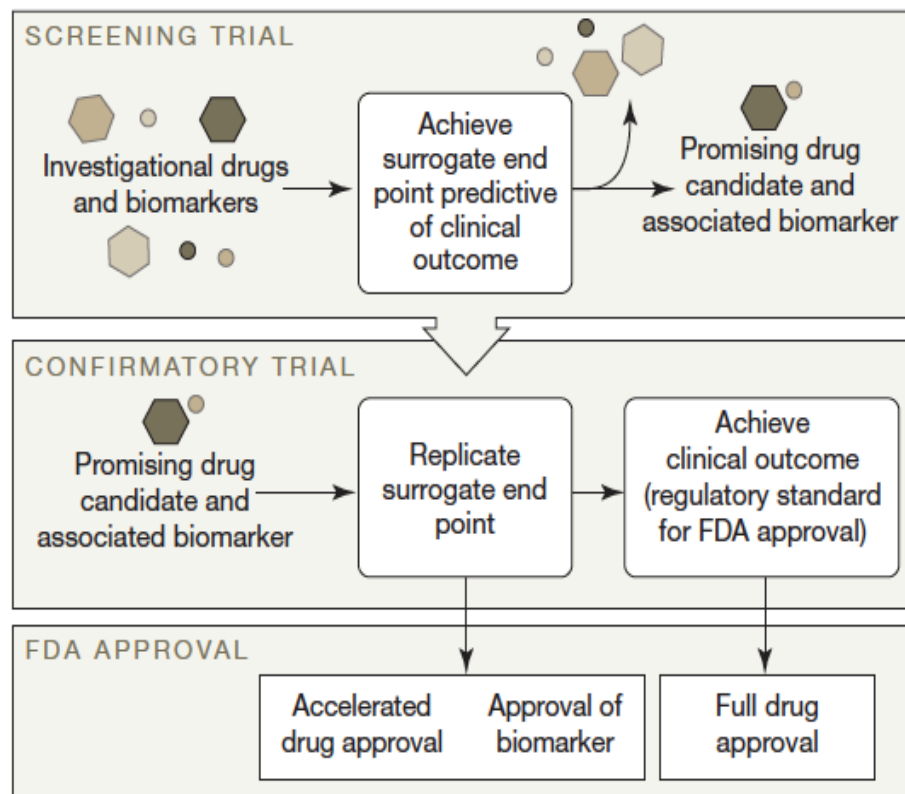 SCREENING TRIAL
Investigational drugs
and biomarkers
Achieve
surrogate end
point predictive
of clinical
outcome
Promising drug
candidate and
associated biomarker
CONFIRMATORY TRIAL
Promising drug
candidate and
associated biomarker
Replicate
surrogate end
point
Achieve
clinical outcome
(regulatory standard
for FDA approval)
FDA APPROVAL
Accelerated
drug approval
Approval of
biomarker
Full drug
approval